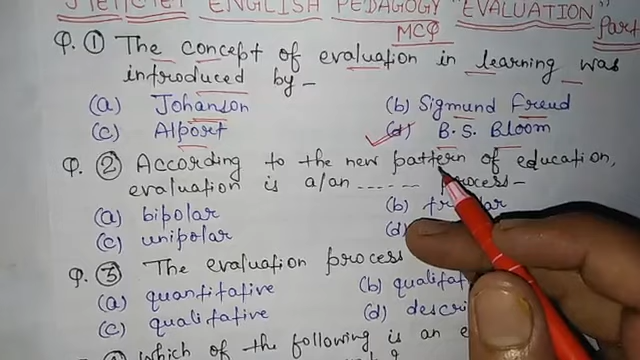 ENGLISH PEDAGOGY "EVALUATION"
MCQ Part
Q. ① The concept of evaluation in learning was
introduced by -
(a) Johanson (b) Sigmund Freud
(c) Alport (d) B. S. Bloom
Q. ② According to the new pattern of education,
evaluation is a/an ------ process -
(a) bipolar (b)
(c) unipolar (d)
Q. ③ The evaluation process
(a) quantitative (b)
(c) qualitative (d)
Which of the following is an